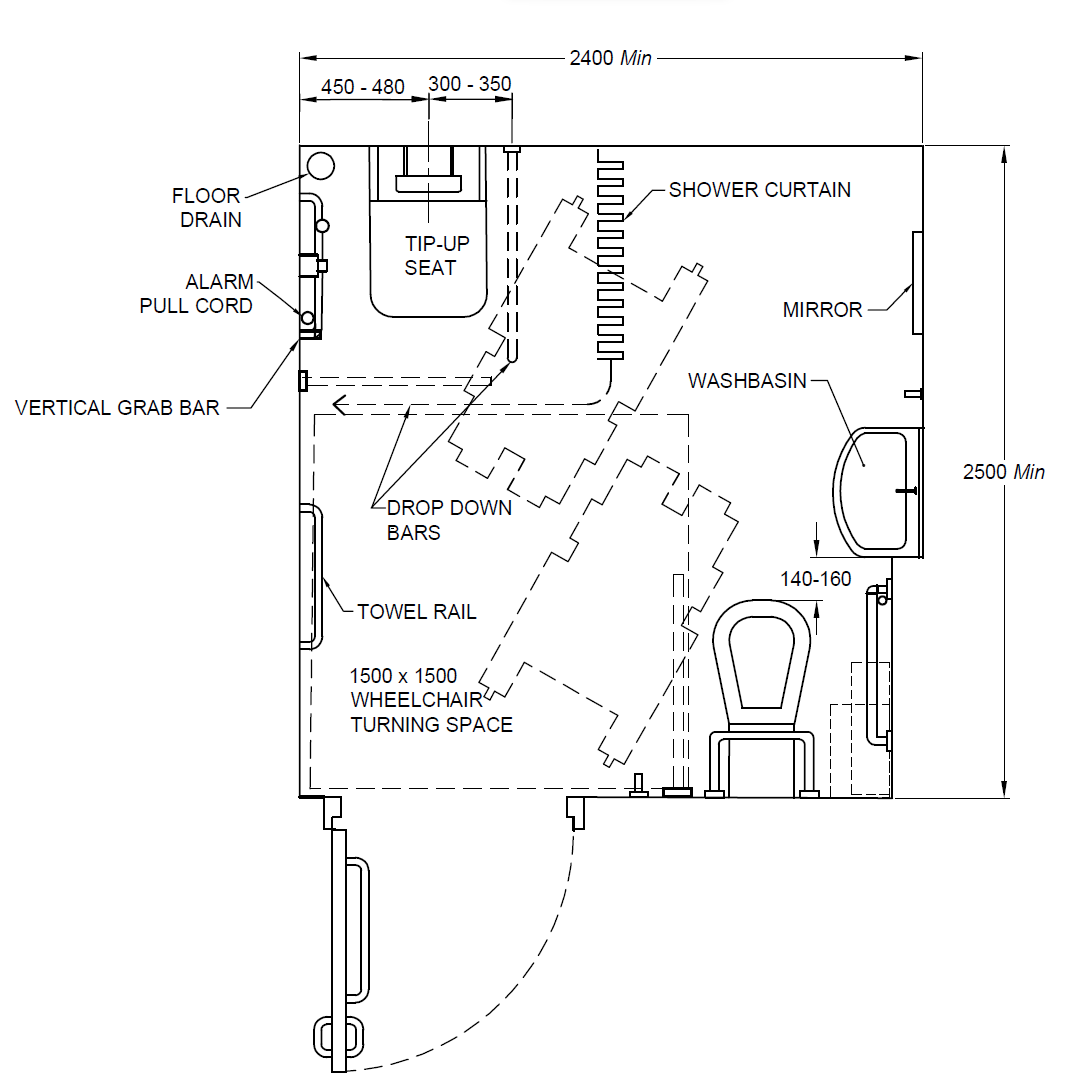 2400 Min
450 - 480
300 - 350
FLOOR
DRAIN
SHOWER CURTAIN
TIP-UP
SEAT
ALARM
PULL CORD
MIRROR
WASHBASIN
VERTICAL GRAB BAR
2500 Min
DROP DOWN
BARS
140-160
TOWEL RAIL
1500 x 1500
WHEELCHAIR
TURNING SPACE